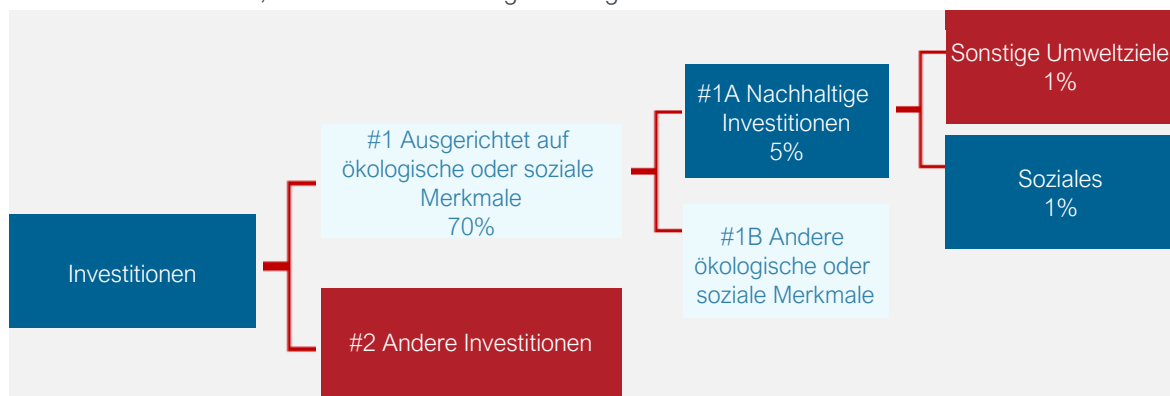 Sonstige Umweltziele
1%
#1A Nachhaltige
Investitionen
5%
#1 Ausgerichtet auf
ökologische oder soziale
Merkmale
70%
Soziales
1%
#1B Andere
ökologische oder
soziale Merkmale
Investitionen
#2 Andere Investitionen